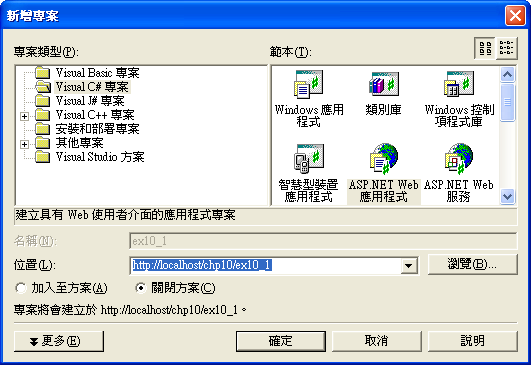 新增專案
專案類型(P):
範本(T):
Visual Basic 專案
Visual C# 專案
Visual J# 專案
Visual C++ 專案
安裝和部署專案
其他專案
Visual Studio 方案
Windows 應用
程式
類別庫
Windows 控制
項程式庫
智慧型裝置
應用程式
ASP.NET Web
應用程式
ASP.NET Web
服務
建立具有 Web 使用者介面的應用程式專案
名稱(N):
ex10_1
位置(L):
http://localhost/chp10/ex10_1
瀏覽(B)...
加入至方案(A)
關閉方案(C)
專案將會建立於 http://localhost/chp10/ex10_1。
更多(E)
確定
取消
說明